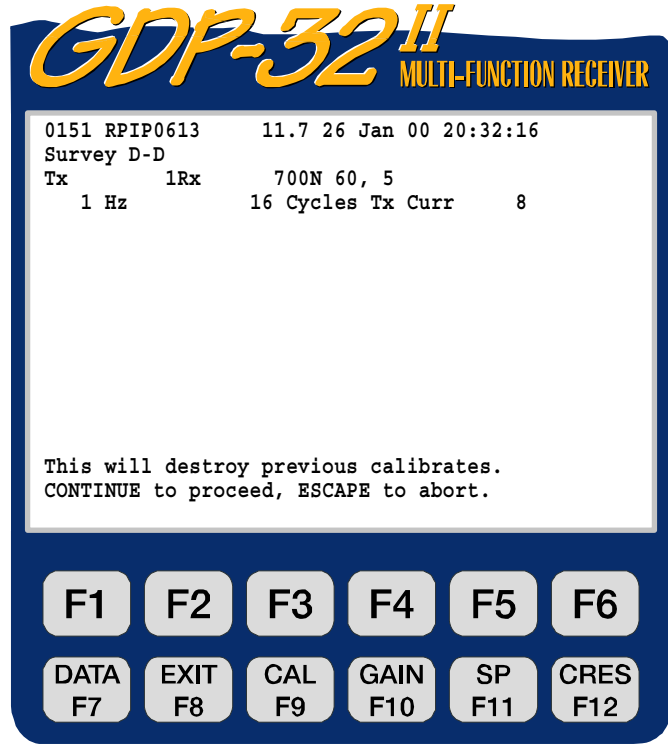 GDP-32 II
MULTI-FUNCTION RECEIVER
0151 RPIP0613 11.7 26 Jan 00 20:32:16
Survey D-D
Tx 1Rx 700N 60, 5
1 Hz 16 Cycles Tx Curr 8
This will destroy previous calibrates.
CONTINUE to proceed, ESCAPE to abort.
F1 F2 F3 F4 F5 F6
DATA EXIT CAL GAIN SP CRES
F7 F8 F9 F10 F11 F12